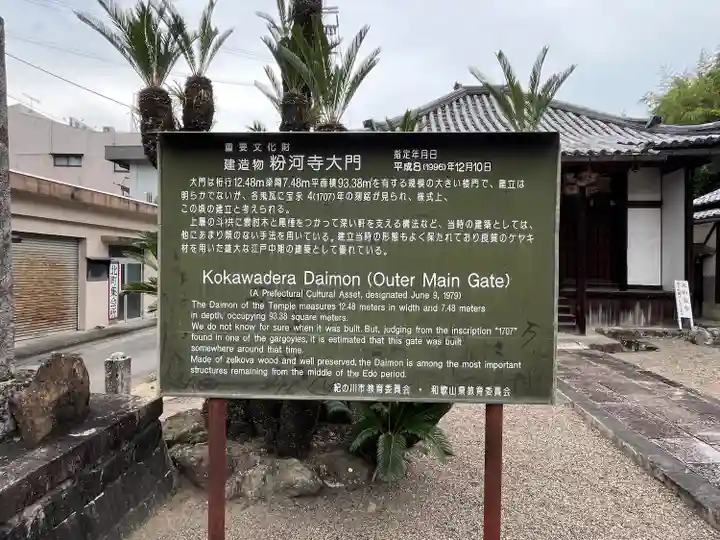 重要文化財
建造物 粉河寺大門
指定年月日
平成8(1996)年12月10日
大門は桁行12.48m梁間7.48m平面積93.38㎡を有する規模の大きい楼門で、建立は
明らかでないが、各鬼瓦に宝永4(1707)年の刻銘が見られ、様式上、
この頃の建立と考えられる。
上層の斗栱に雲肘木と尾棰をつかって深い軒を支える構法など、当時の建築としては、
他にあまり類のない手法を用いている。建立当時の形態もよく保たれており良質のケヤキ
材を用いた雄大な江戸中期の建築として優れている。
Kokawadera Daimon (Outer Main Gate)
(A Prefectural Cultural Asset, designated June 9, 1979)
The Daimon of the Temple measures 12.48 meters in width and 7.48 meters
in depth, occupying 93.38 square meters.
We do not know for sure when it was built. But, judging from the inscription "1707"
found in one of the gargoyles, it is estimated that this gate was built
somewhere around that time.
Made of zelkova wood and well preserved, the Daimon is among the most important
structures remaining from the middle of the Edo period.
紀の川市教育委員会・和歌山県教育委員会
北町集会所